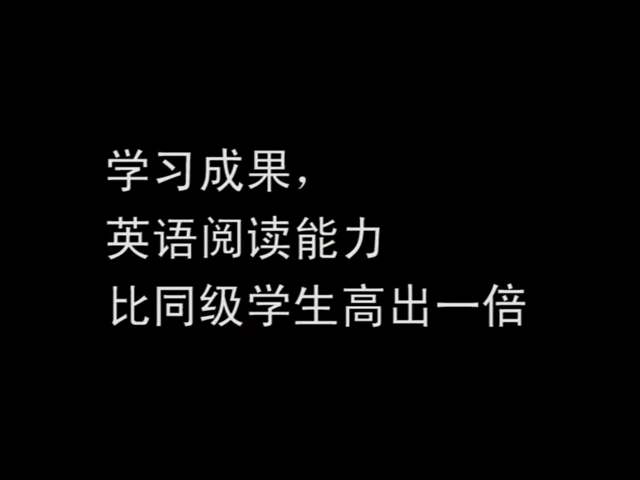 学习成果，
英语阅读能力
比同级学生高出一倍